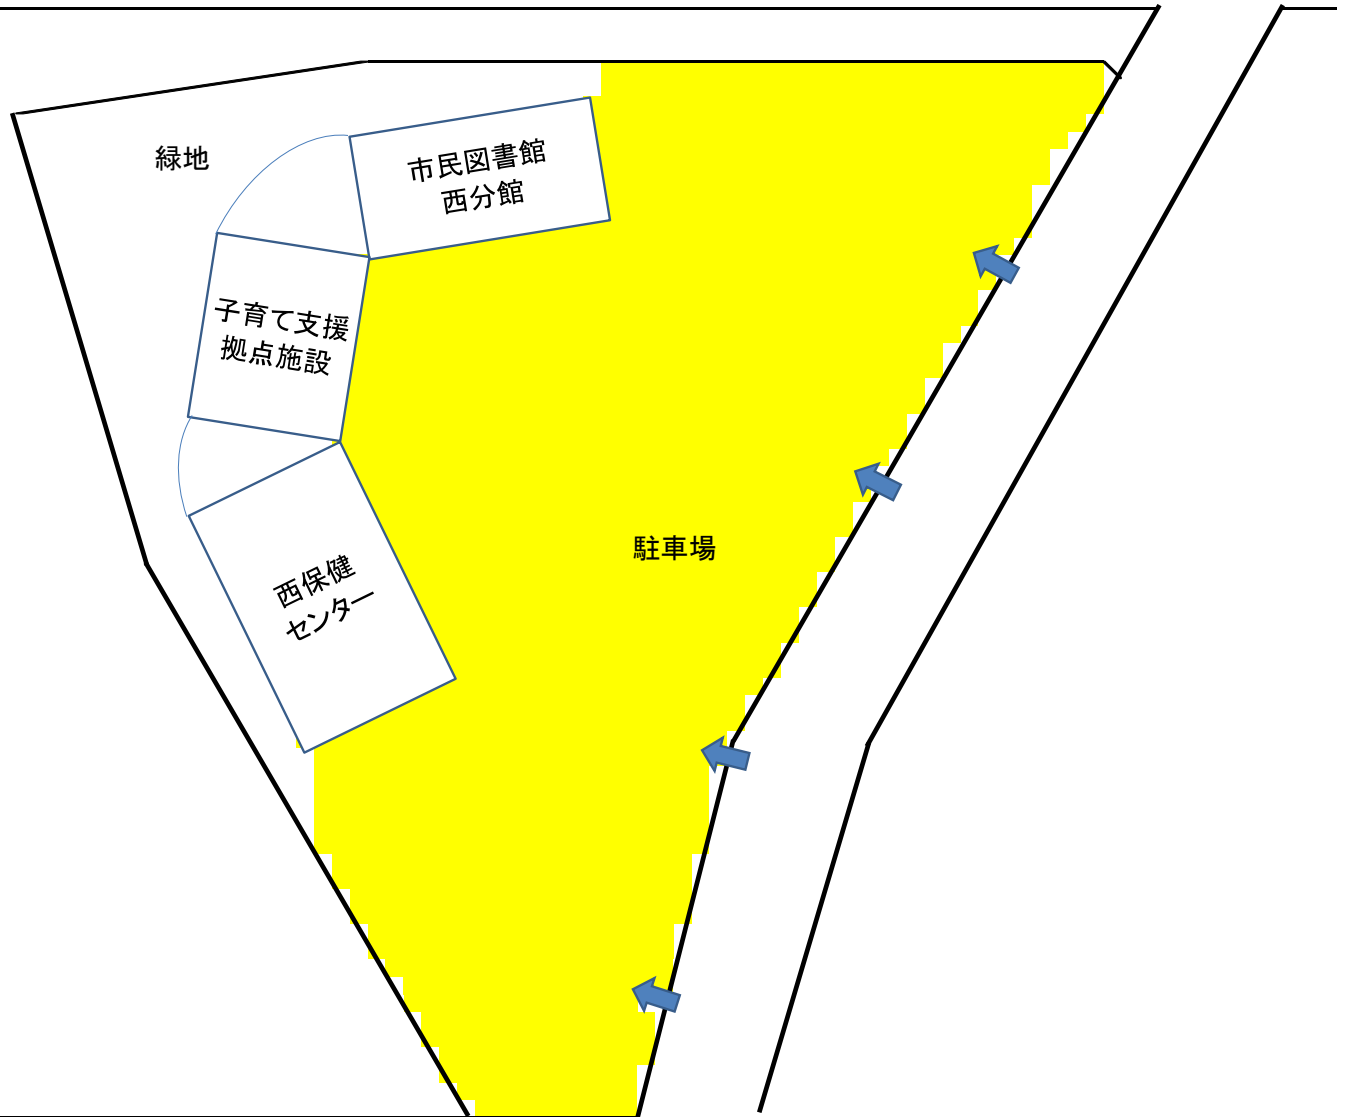 緑地
市民図書館
西分館
子育て支援
拠点施設
西保健
センター
駐車場